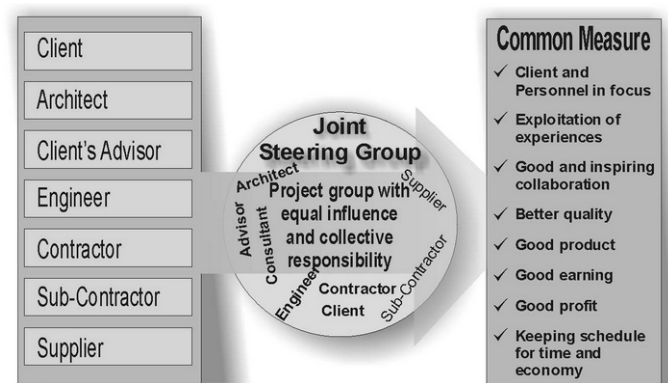 Client
Architect
Client's Advisor
Engineer
Contractor
Sub-Contractor
Supplier
Joint
Steering Group
Architect
Supplier
Project group with
equal influence
and collective
responsibility
Advisor
Consultant
Engineer
Contractor
Client
Sub-Contractor
Common Measure
✓ Client and
Personnel in focus
✓ Exploitation of
experiences
✓ Good and inspiring
collaboration
✓ Better quality
✓ Good product
✓ Good earning
✓ Good profit
✓ Keeping schedule
for time and
economy